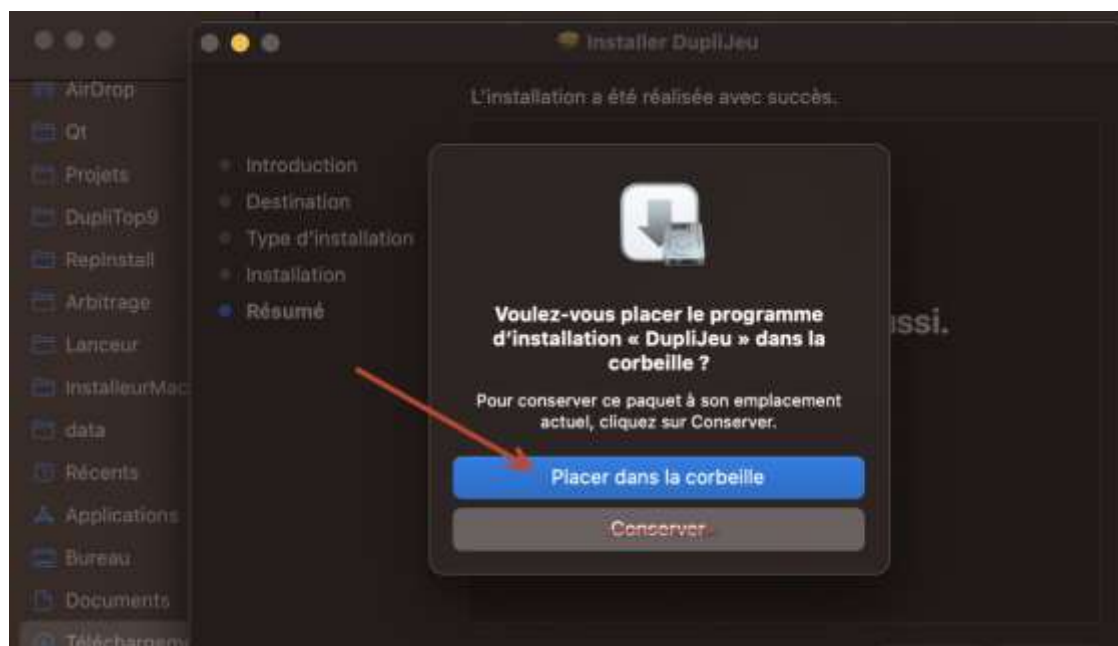 Installer DupliJeu
AirDrop
Qt
Projets
DupliTop9
RepInstall
Arbitrage
Lanceur
InstalleurMac
data
Récents
Applications
Bureau
Documents
L'installation a été réalisée avec succès.
Introduction
Destination
Type d'installation
Installation
Résumé
ssi.
Voulez-vous placer le programme
d'installation « DupliJeu » dans la
corbeille ?
Pour conserver ce paquet à son emplacement
actuel, cliquez sur Conserver.
Placer dans la corbeille
Conserver